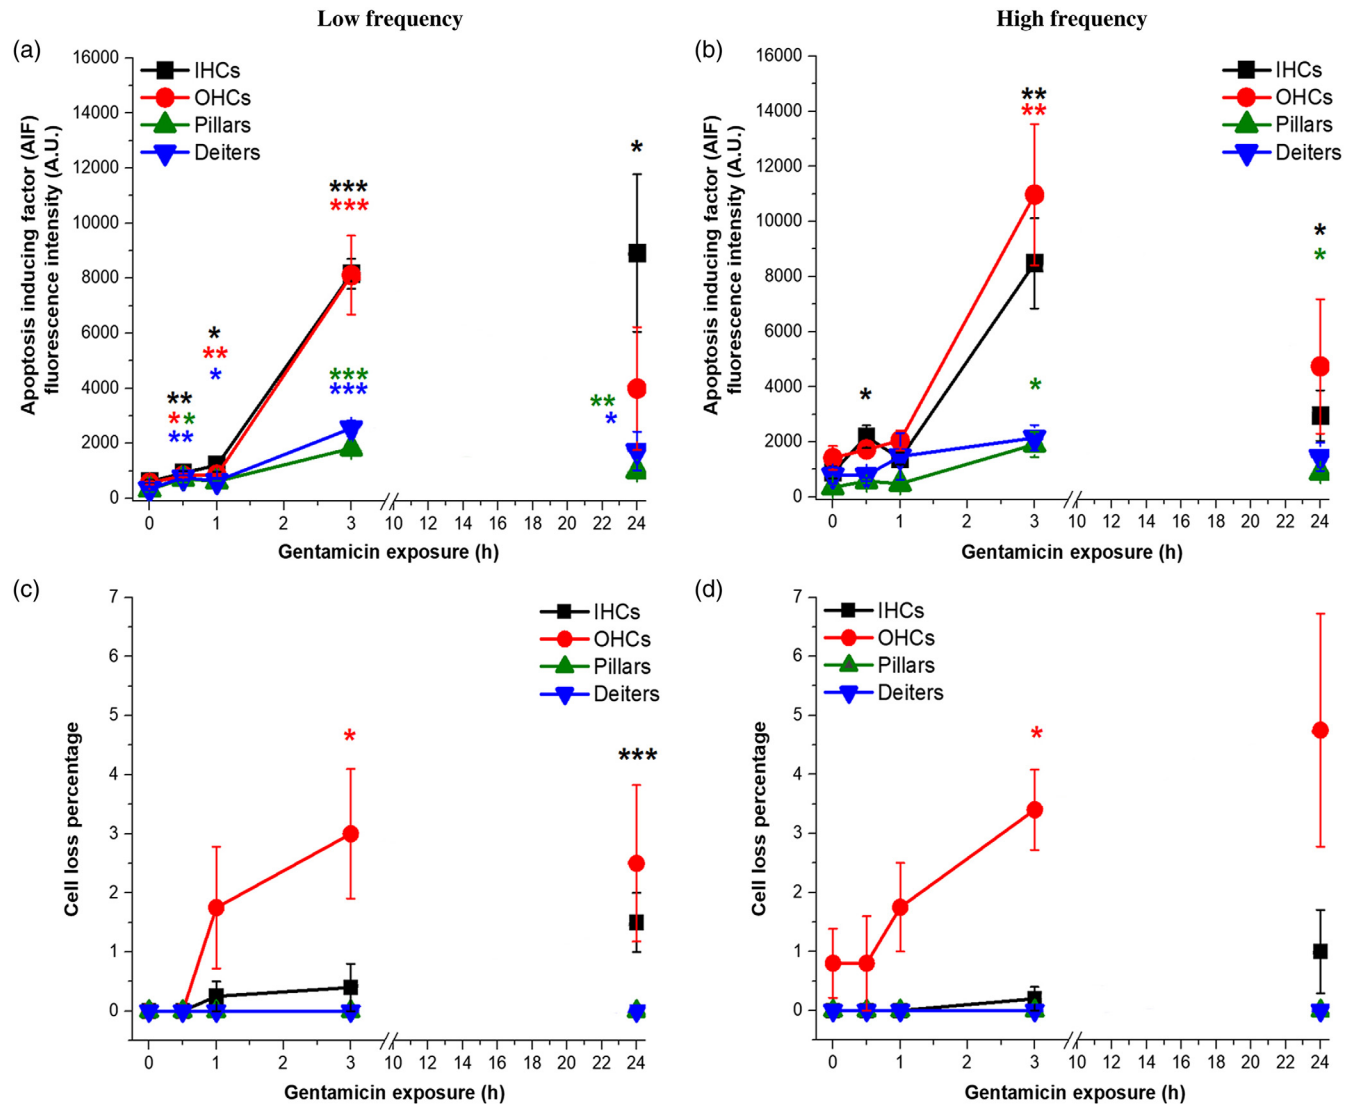 Low frequency
High frequency
(a)
16000
14000
12000
10000
8000
6000
4000
2000
0
Apoptosis inducing factor (AIF)
fluorescence intensity (A.U.)
IHCs
OHCs
Pillars
Deiters
*
***
***
*
**
*
**
* *
**
***
***
**
*
0 1 2 3 10 12 14 16 18 20 22 24
Gentamicin exposure (h)
(b)
16000
14000
12000
10000
8000
6000
4000
2000
0
Apoptosis inducing factor (AIF)
fluorescence intensity (A.U.)
IHCs
OHCs
Pillars
Deiters
**
**
*
*
*
*
0 1 2 3 10 12 14 16 18 20 22 24
Gentamicin exposure (h)
(c)
7
6
5
4
3
2
1
0
Cell loss percentage
IHCs
OHCs
Pillars
Deiters
*
***
0 1 2 3 10 12 14 16 18 20 22 24
Gentamicin exposure (h)
(d)
7
6
5
4
3
2
1
0
Cell loss percentage
IHCs
OHCs
Pillars
Deiters
*
0 1 2 3 10 12 14 16 18 20 22 24
Gentamicin exposure (h)